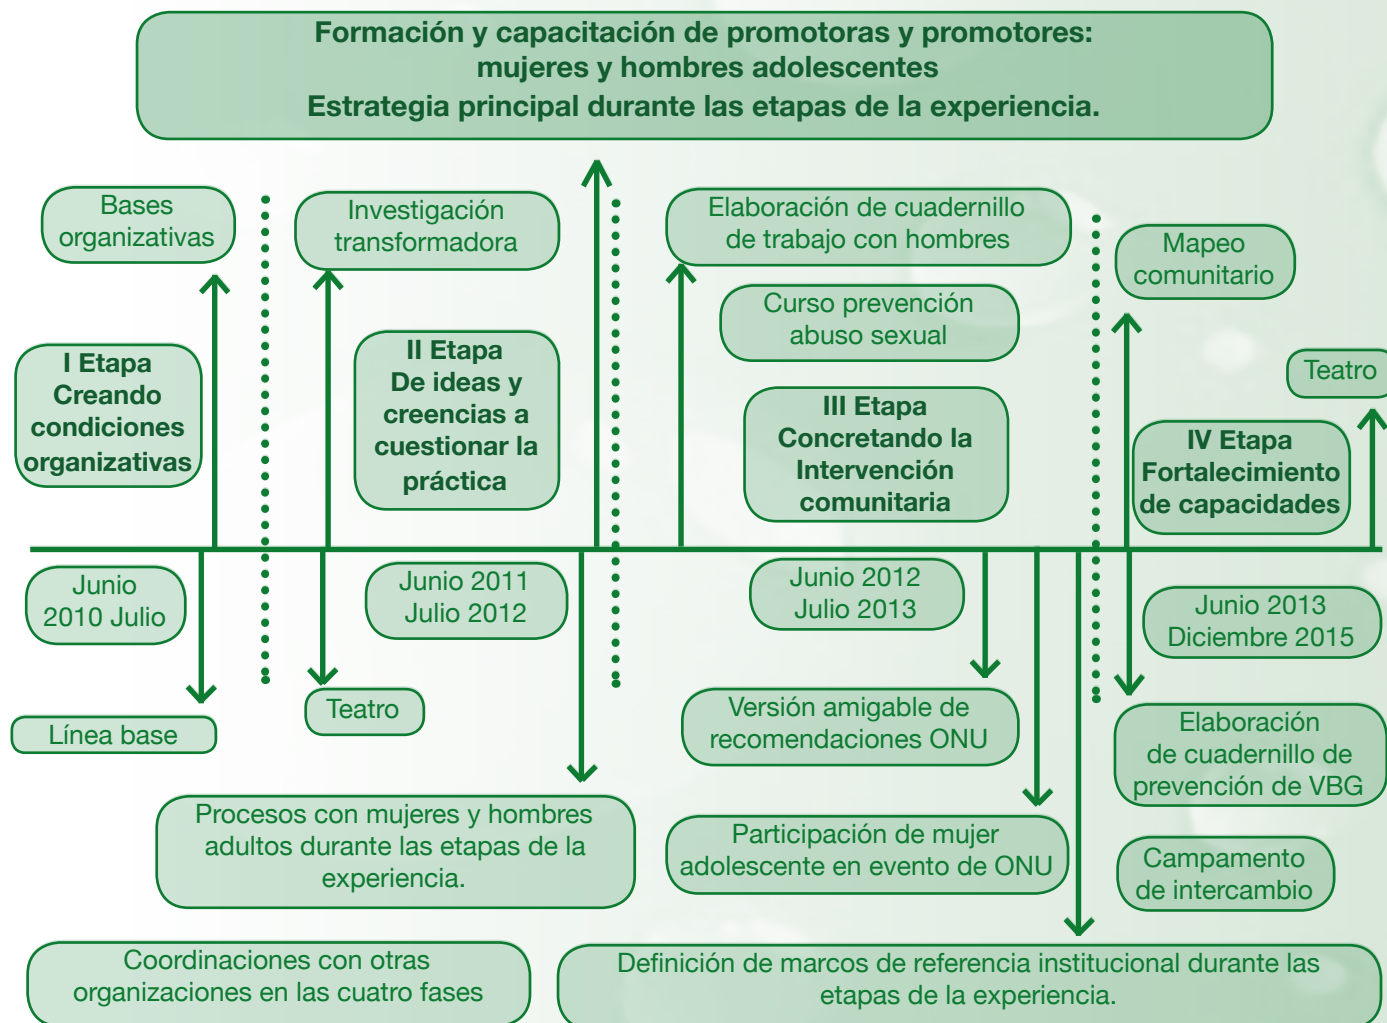 Formación y capacitación de promotoras y promotores:
mujeres y hombres adolescentes
Estrategia principal durante las etapas de la experiencia.
Bases
organizativas
Investigación
transformadora
Elaboración de cuadernillo
de trabajo con hombres
Mapeo
comunitario
Curso prevención
abuso sexual
Teatro
I Etapa
Creando
condiciones
organizativas
II Etapa
De ideas y
creencias a
cuestionar la
práctica
III Etapa
Concretando la
Intervención
comunitaria
IV Etapa
Fortalecimiento
de capacidades
Junio
2010 Julio
Junio 2011
Julio 2012
Junio 2012
Julio 2013
Junio 2013
Diciembre 2015
Línea base
Teatro
Versión amigable de
recomendaciones ONU
Elaboración
de cuadernillo de
prevención de VBG
Procesos con mujeres y hombres
adultos durante las etapas de la
experiencia.
Participación de mujer
adolescente en evento de ONU
Campamento
de intercambio
Coordinaciones con otras
organizaciones en las cuatro fases
Definición de marcos de referencia institucional durante las
etapas de la experiencia.